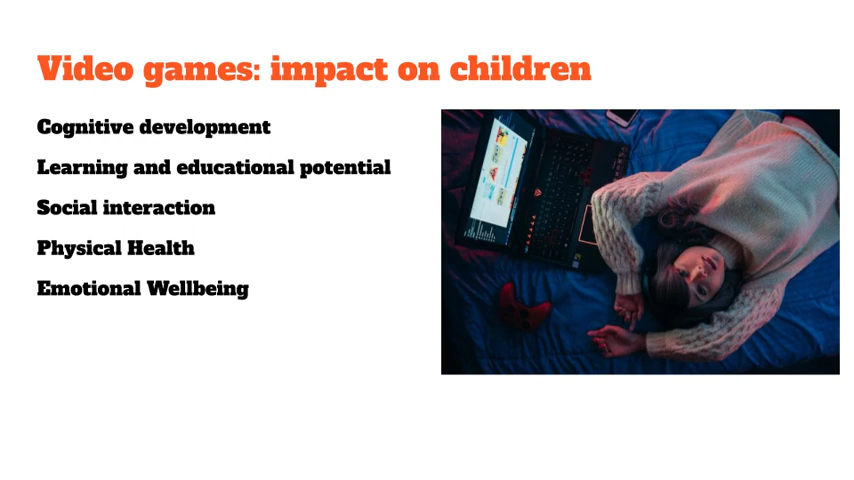 Video games: impact on children
Cognitive development
Learning and educational potential
Social interaction
Physical Health
Emotional Wellbeing